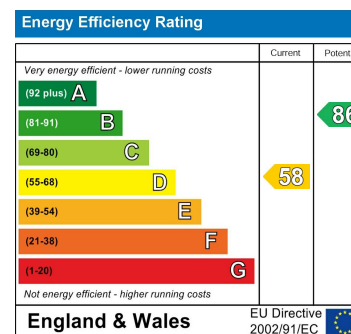 Energy Efficiency Rating
Current Potent
Very energy efficient - lower running costs
(92 plus) A
(81-91) B
(69-80) C
(55-68) D
(39-54) E
(21-38) F
(1-20) G
58
86
Not energy efficient - higher running costs
England & Wales
EU Directive
2002/91/EC